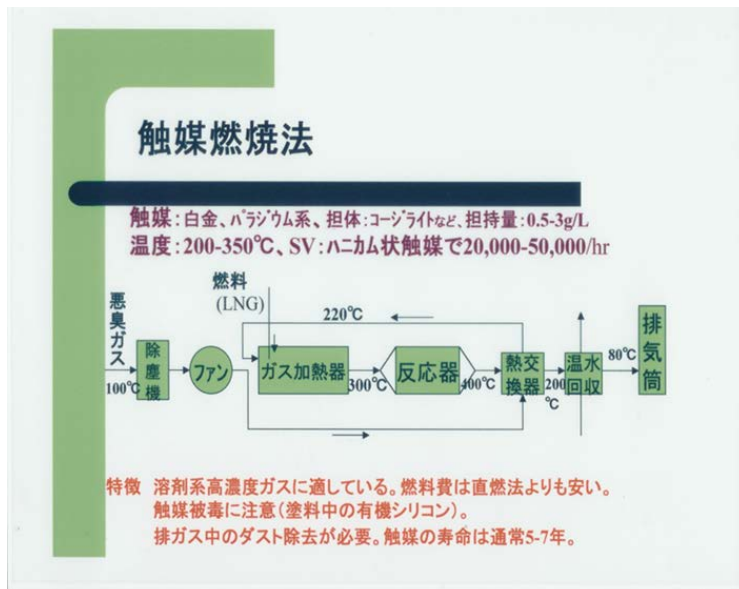 触媒燃焼法
触媒:白金、パラジウム系、担体:コージライトなど、担持量:0.5-3g/L
温度:200-350℃、SV:ハニカム状触媒で20,000-50,000/hr
燃料
(LNG)
220℃
悪臭ガス
100℃
除塵機
ファン
ガス加熱器
300℃
反応器
400℃
熱交換器
200℃
温水回収
80℃
排気筒
特徴 溶剤系高濃度ガスに適している。燃料費は直燃法よりも安い。
触媒被毒に注意(塗料中の有機シリコン)。
排ガス中のダスト除去が必要。触媒の寿命は通常5-7年。